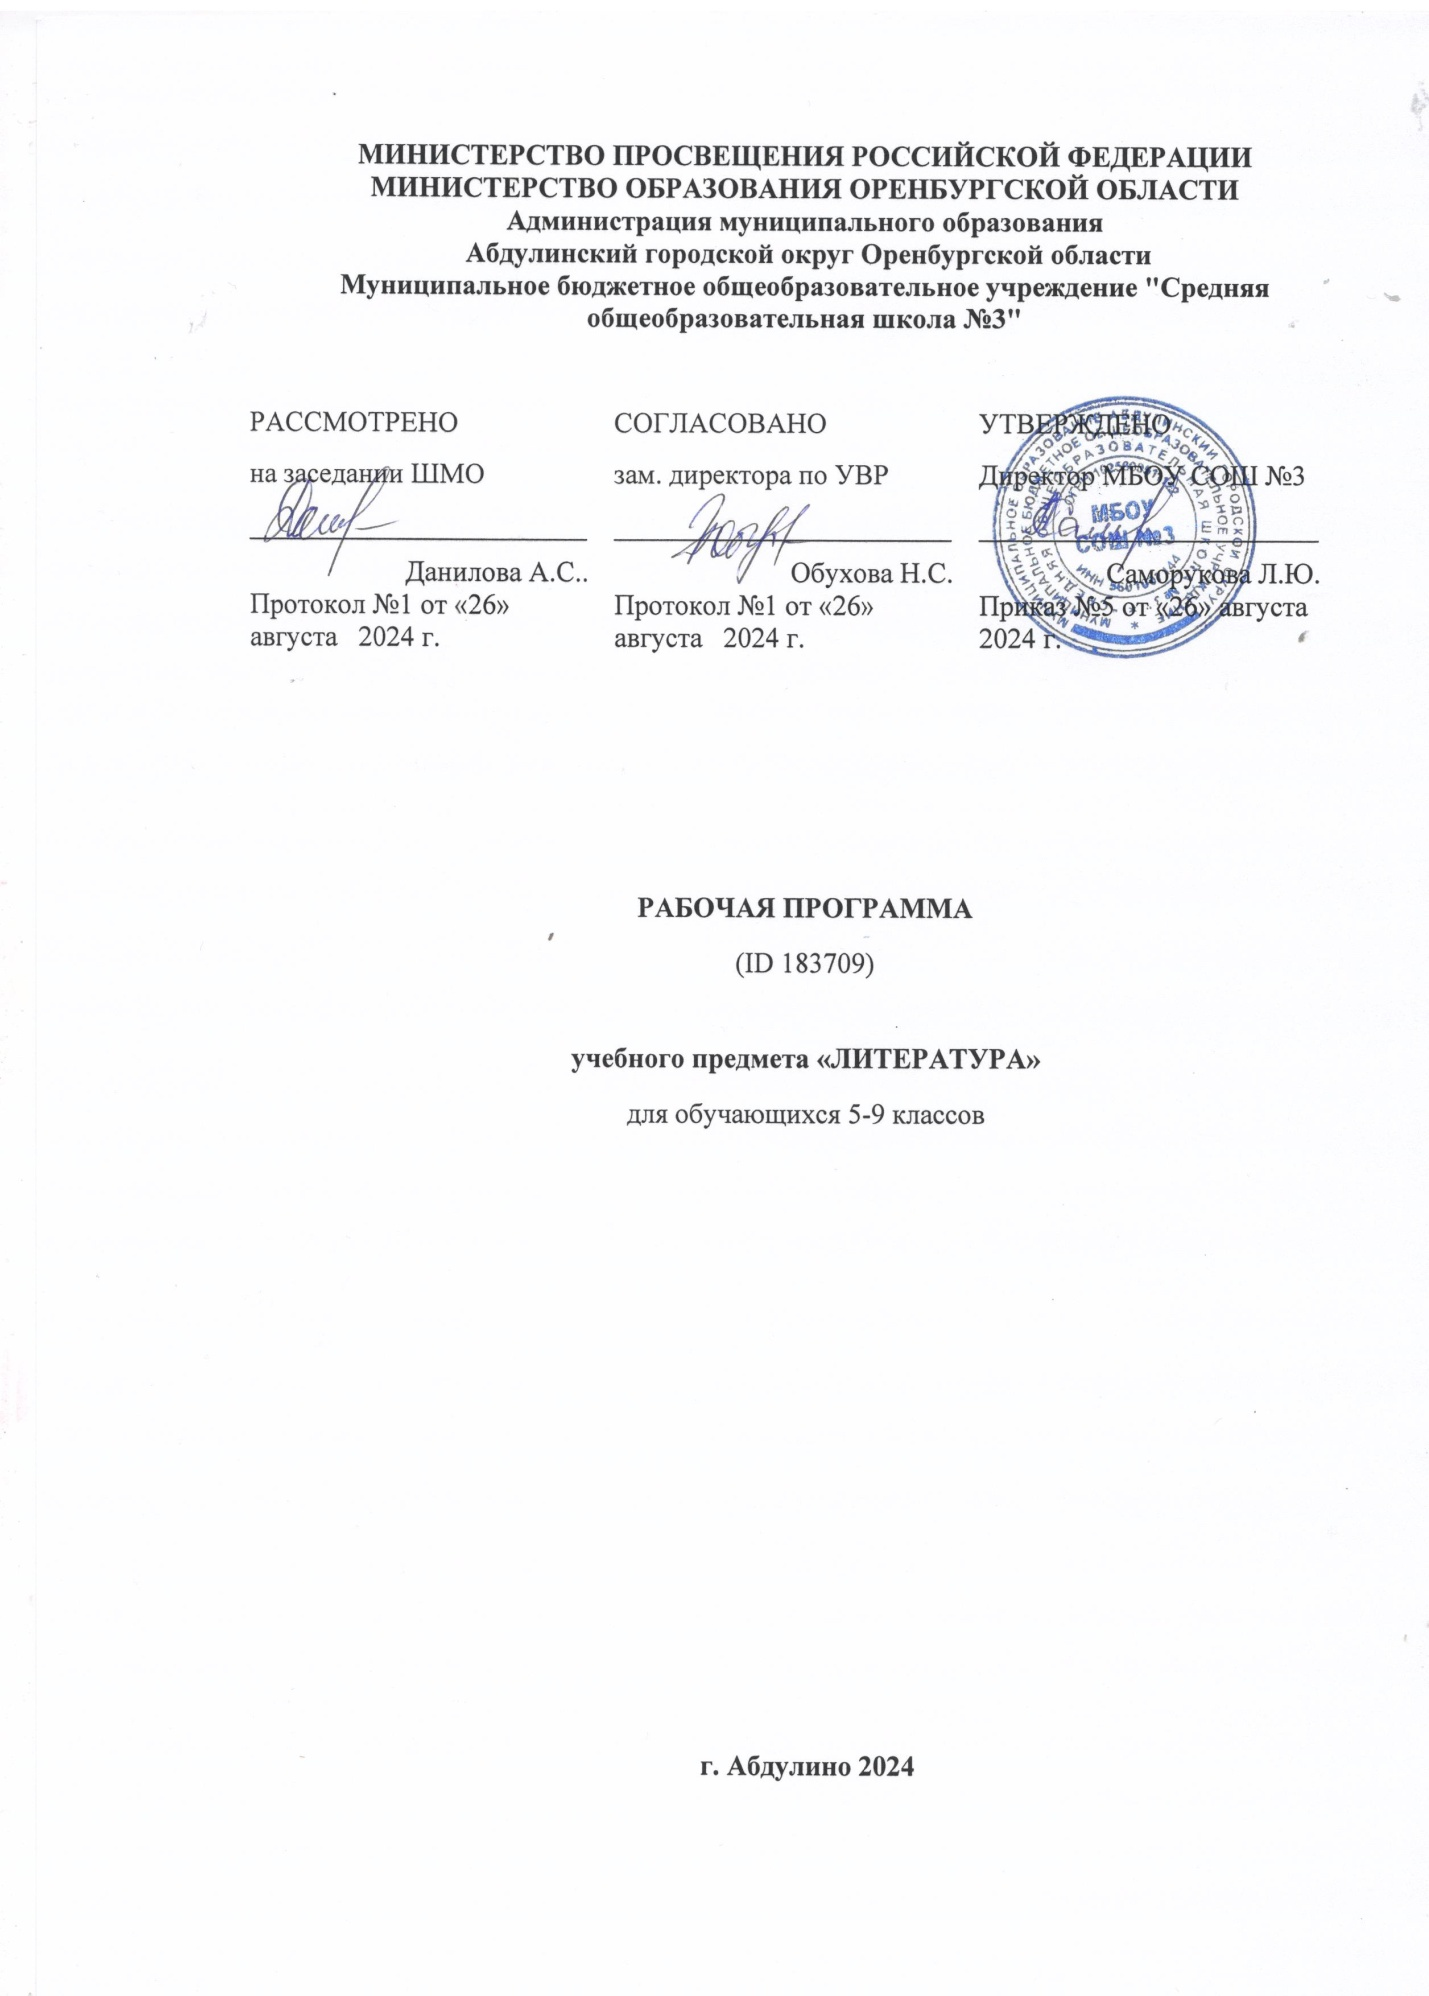 МИНИСТЕРСТВО ПРОСВЕЩЕНИЯ РОССИЙСКОЙ ФЕДЕРАЦИИ
МИНИСТЕРСТВО ОБРАЗОВАНИЯ ОРЕНБУРГСКОЙ ОБЛАСТИ
Администрация муниципального образования
Абдулинский городской округ Оренбургской области
Муниципальное бюджетное общеобразовательное учреждение "Средняя
общеобразовательная школа №3"
РАССМОТРЕНО
на заседании ШМО
Данилова А.С..
Протокол №1 от «26»
августа 2024 г.
СОГЛАСОВАНО
зам. директора по УВР
Обухова Н.С.
Протокол №1 от «26»
августа 2024 г.
УТВЕРЖДЕНО
Директор МБОУ СОШ №3
Саморукова Л.Ю.
Приказ №5 от «26» августа
2024 г.
МБОУ
СОШ №3
РАБОЧАЯ ПРОГРАММА
(ID 183709)
учебного предмета «ЛИТЕРАТУРА»
для обучающихся 5-9 классов
г. Абдулино 2024